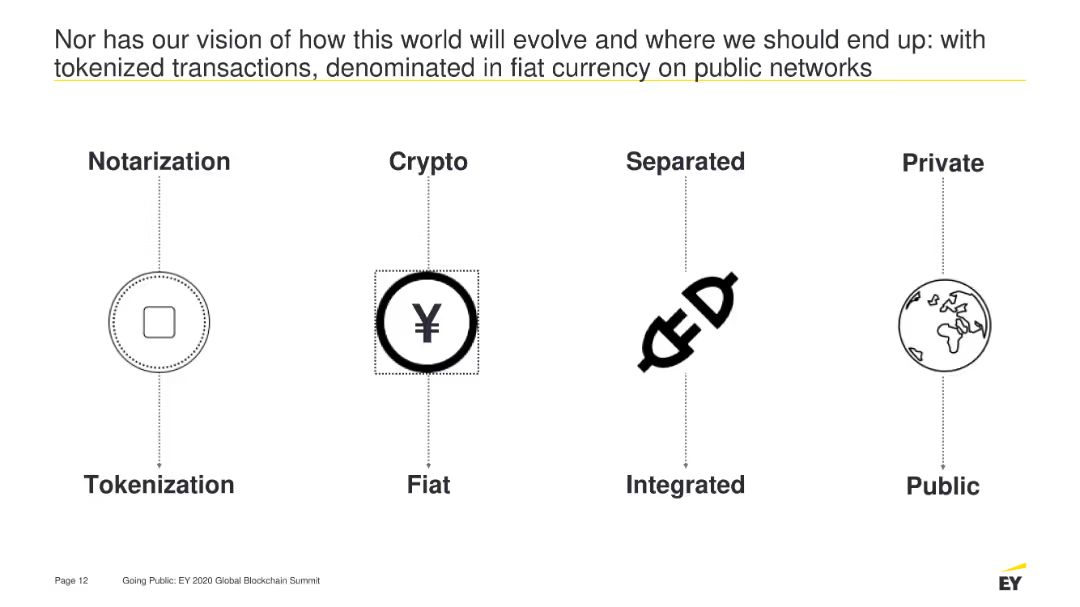 Nor has our vision of how this world will evolve and where we should end up: with
tokenized transactions, denominated in fiat currency on public networks
Notarization
Crypto
Separated
Private
¥
Tokenization
Fiat
Integrated
Public
Page 12
Going Public: EY 2020 Global Blockchain Summit
EY